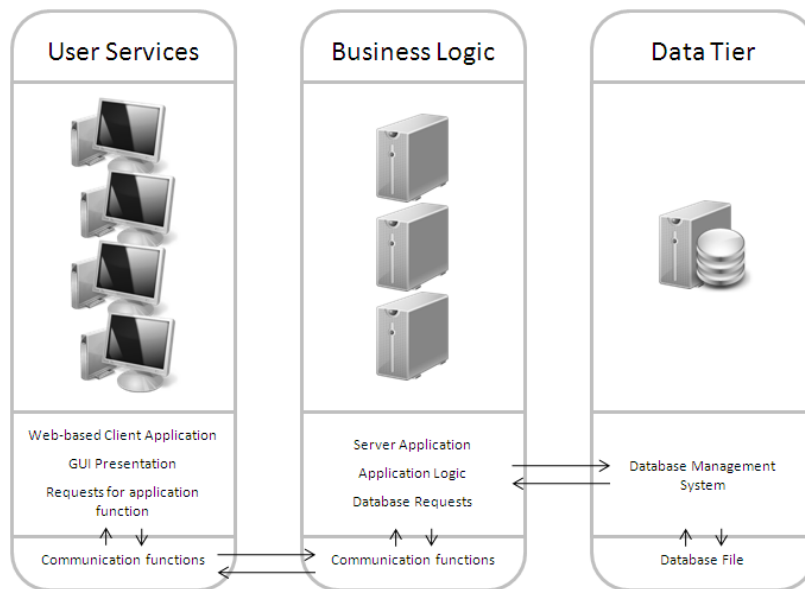 User Services
Web-based Client Application
GUI Presentation
Requests for application
function
Communication functions
Business Logic
Server Application
Application Logic
Database Requests
Communication functions
Data Tier
Database Management
System
Database File